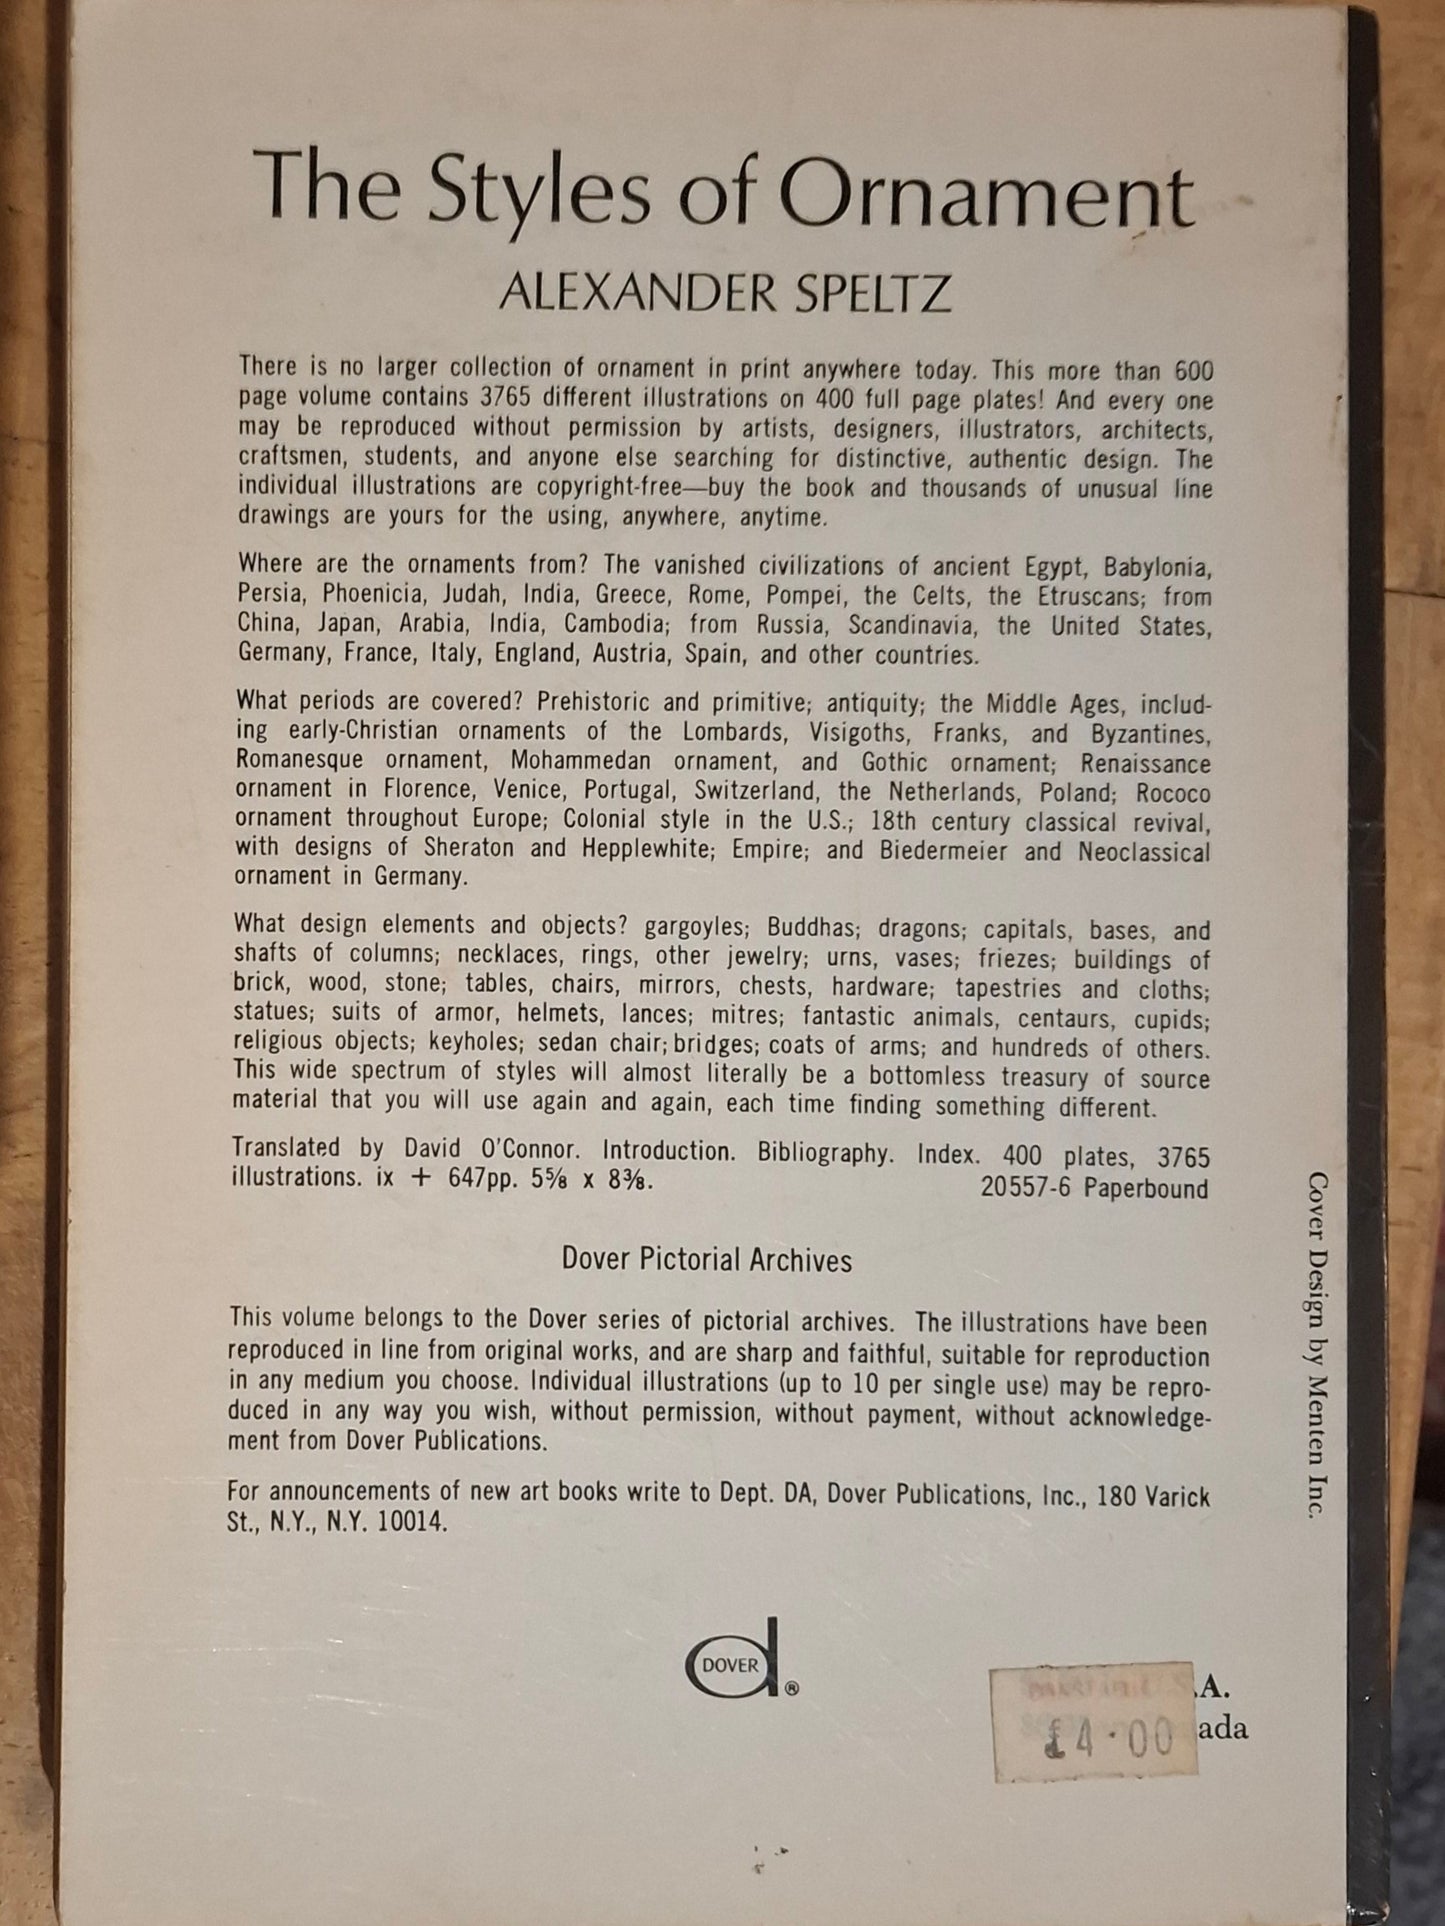 The Styles of Ornament
ALEXANDER SPELTZ
There is no larger collection of ornament in print anywhere today. This more than 600
page volume contains 3765 different illustrations on 400 full page plates! And every one
may be reproduced without permission by artists, designers, illustrators, architects,
craftsmen, students, and anyone else searching for distinctive, authentic design. The
individual illustrations are copyright-free—buy the book and thousands of unusual line
drawings are yours for the using, anywhere, anytime.
Where are the ornaments from? The vanished civilizations of ancient Egypt, Babylonia,
Persia, Phoenicia, Judah, India, Greece, Rome, Pompei, the Celts, the Etruscans; from
China, Japan, Arabia, India, Cambodia; from Russia, Scandinavia, the United States,
Germany, France, Italy, England, Austria, Spain, and other countries.
What periods are covered? Prehistoric and primitive; antiquity; the Middle Ages, includ-
ing early-Christian ornaments of the Lombards, Visigoths, Franks, and Byzantines,
Romanesque ornament, Mohammedan ornament, and Gothic ornament; Renaissance
ornament in Florence, Venice, Portugal, Switzerland, the Netherlands, Poland; Rococo
ornament throughout Europe; Colonial style in the U.S.; 18th century classical revival,
with designs of Sheraton and Hepplewhite; Empire; and Biedermeier and Neoclassical
ornament in Germany.
What design elements and objects? gargoyles; Buddhas; dragons; capitals, bases, and
shafts of columns; necklaces, rings, other jewelry; urns, vases; friezes; buildings of
brick, wood, stone; tables, chairs, mirrors, chests, hardware; tapestries and cloths;
statues; suits of armor, helmets, lances; mitres; fantastic animals, centaurs, cupids;
religious objects; keyholes; sedan chair; bridges; coats of arms; and hundreds of others.
This wide spectrum of styles will almost literally be a bottomless treasury of source
material that you will use again and again, each time finding something different.
Translated by David O'Connor. Introduction. Bibliography. Index. 400 plates, 3765
illustrations. ix + 647pp. 5⅝ x 8⅜. 20557-6 Paperbound
Dover Pictorial Archives
This volume belongs to the Dover series of pictorial archives. The illustrations have been
reproduced in line from original works, and are sharp and faithful, suitable for reproduction
in any medium you choose. Individual illustrations (up to 10 per single use) may be repro-
duced in any way you wish, without permission, without payment, without acknowledge-
ment from Dover Publications.
For announcements of new art books write to Dept. DA, Dover Publications, Inc., 180 Varick
St., N.Y., N.Y. 10014.
DOVER ®
.A.
ada
£4·00
Cover Design by Menten Inc.